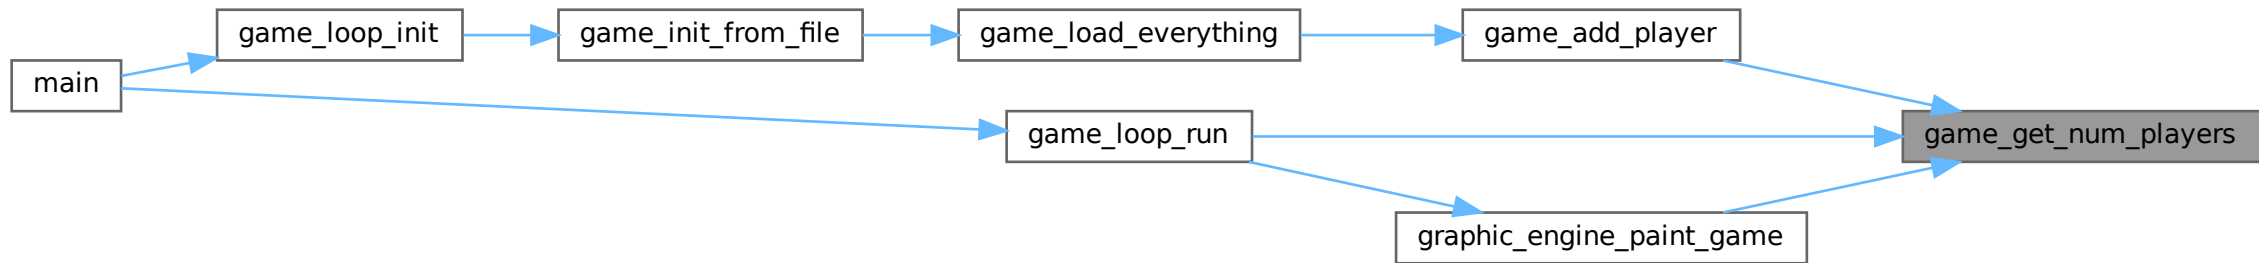 game_loop_init
game_init_from_file
game_load_everything
game_add_player
main
game_loop_run
game_get_num_players
graphic_engine_paint_game